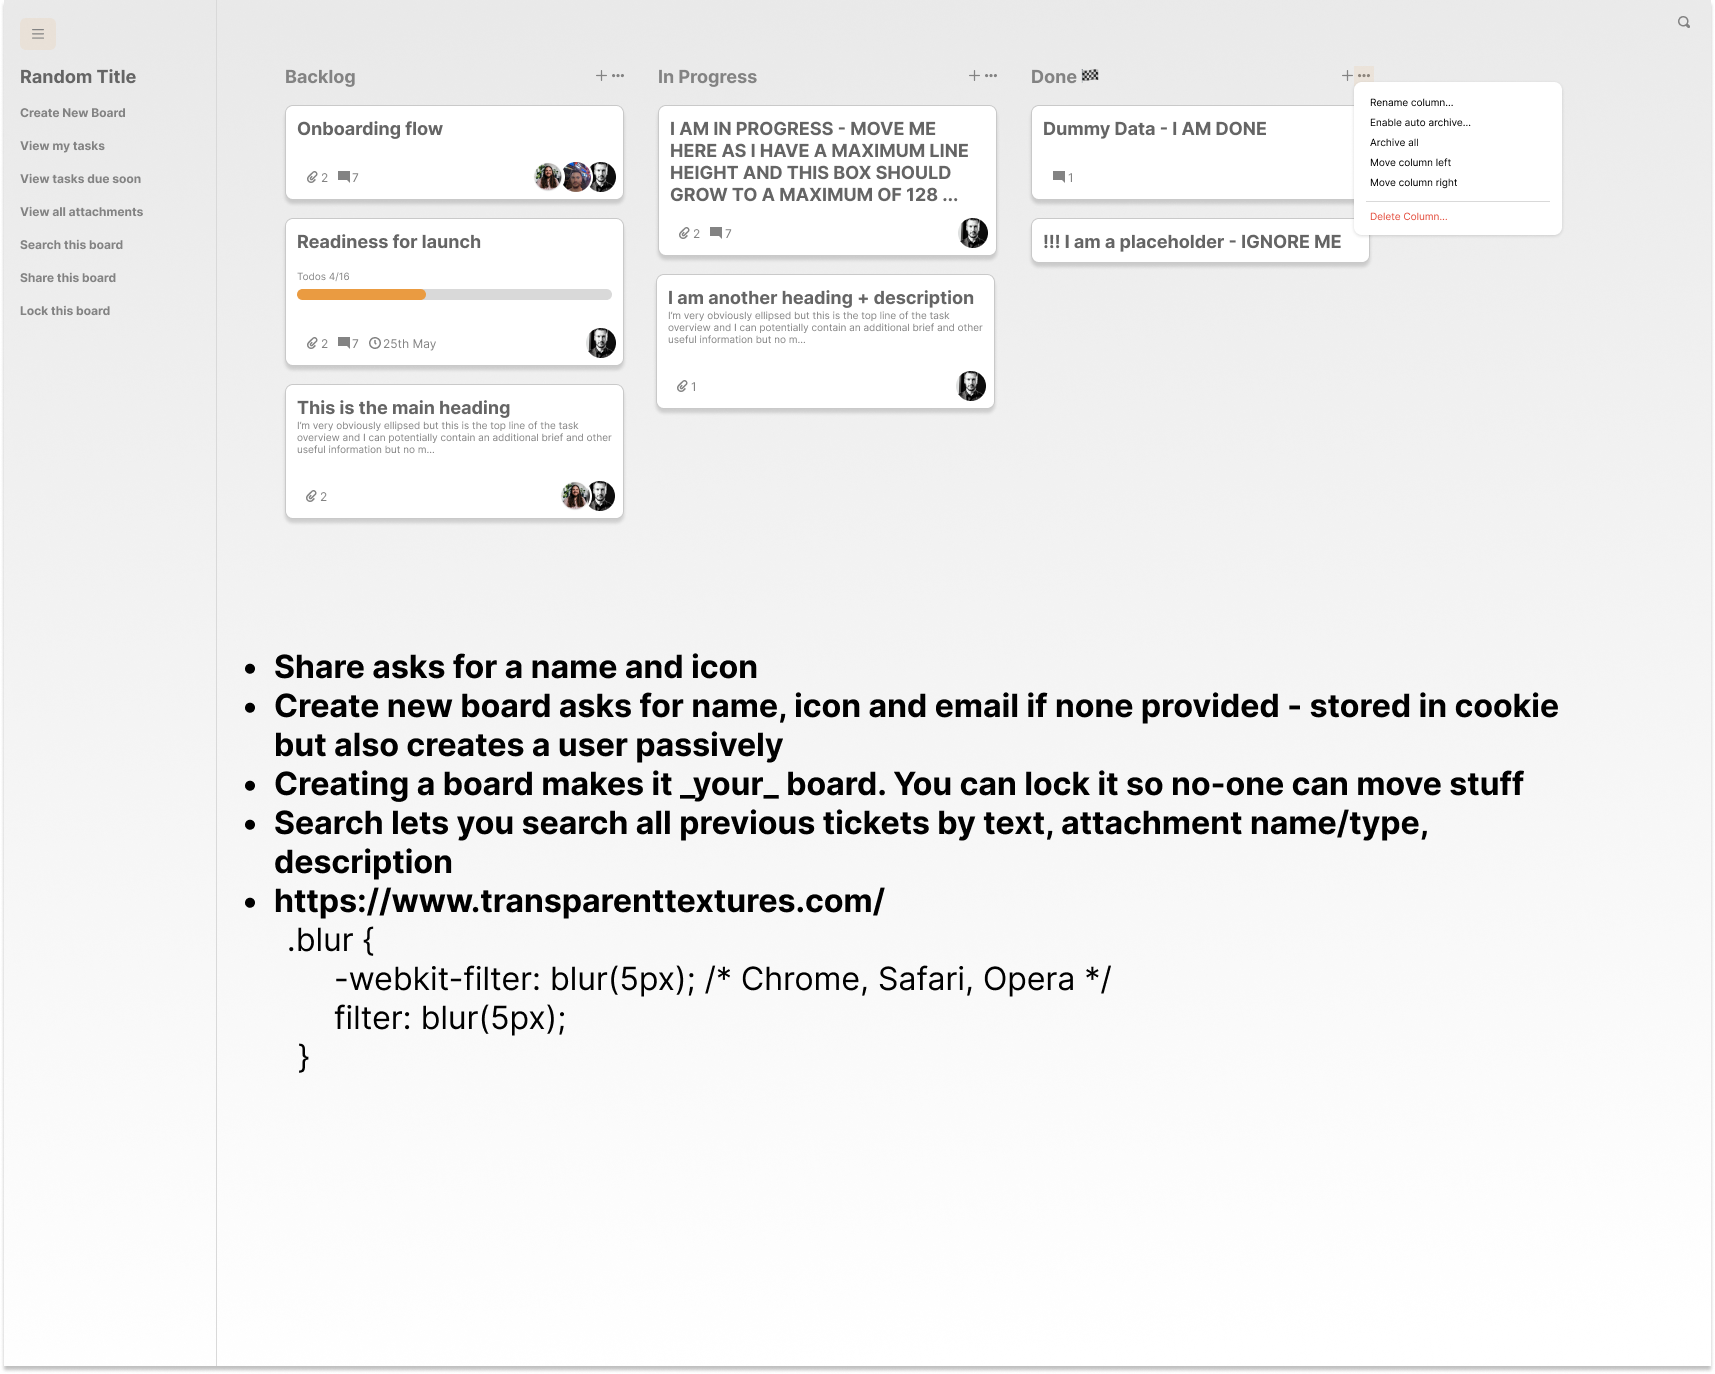 Random Title
Create New Board
View my tasks
View tasks due soon
View all attachments
Search this board
Share this board
Lock this board
Backlog
Onboarding flow
2 7
Readiness for launch
Todos 4/16
2 7 25th May
This is the main heading
I'm very obviously ellipsed but this is the top line of the task
overview and I can potentially contain an additional brief and other
useful information but no m...
2
In Progress
I AM IN PROGRESS - MOVE ME
HERE AS I HAVE A MAXIMUM LINE
HEIGHT AND THIS BOX SHOULD
GROW TO A MAXIMUM OF 128 ...
2 7
I am another heading + description
I'm very obviously ellipsed but this is the top line of the task
overview and I can potentially contain an additional brief and other
useful information but no m...
1
Done 🏁
Dummy Data - I AM DONE
1
!!! I am a placeholder - IGNORE ME
Rename column...
Enable auto archive...
Archive all
Move column left
Move column right
Delete Column...
• Share asks for a name and icon
• Create new board asks for name, icon and email if none provided - stored in cookie
but also creates a user passively
• Creating a board makes it _your_ board. You can lock it so no-one can move stuff
• Search lets you search all previous tickets by text, attachment name/type,
description
• https://www.transparenttextures.com/
.blur {
-webkit-filter: blur(5px); /* Chrome, Safari, Opera */
filter: blur(5px);
}